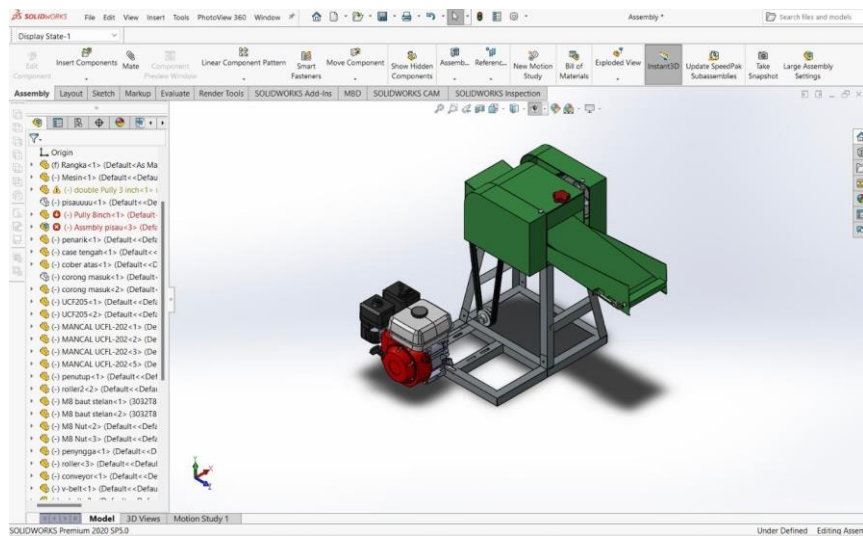 SOLIDWORKS File Edit View Insert Tools PhotoView 360 Window Assembly * Search files and models
Display State-1
Edit Component Insert Components Mate Component Preview Window Linear Component Pattern Smart Fasteners Move Component Show Hidden Components Assemb... Referenc... New Motion Study Bill of Materials Exploded View Instant3D Update SpeedPak Subassemblies Take Snapshot Large Assembly Settings
Assembly Layout Sketch Markup Evaluate Render Tools SOLIDWORKS Add-Ins MBD SOLIDWORKS CAM SOLIDWORKS Inspection
Origin
(f) Rangka<1> (Default<As Ma
(-) Mesin<1> (Default<<Defau
(-) double Pully 3 inch<1> (
(-) pisauuuu<1> (Default<<De
(-) Pully 8inch<1> (Default
(-) Assmbly pisau<3> (Defa
(-) penarik<1> (Default<<Defa
(-) case tengah<1> (Default<<
(-) cober atas<1> (Default<<D
(-) corong masuk<1> (Default
(-) corong masuk<2> (Default
(-) UCF205<1> (Default<<Defa
(-) UCF205<2> (Default<<Defa
(-) MANCAL UCFL-202<1> (De
(-) MANCAL UCFL-202<2> (De
(-) MANCAL UCFL-202<3> (De
(-) MANCAL UCFL-202<5> (De
(-) penutup<1> (Default<<Def
(-) roller2<2> (Default<<Defau
(-) M8 baut stelan<1> (3032T8
(-) M8 baut stelan<2> (3032T8
(-) M8 Nut<2> (Default<<Defa
(-) M8 Nut<3> (Default<<Defa
(-) penyngga<1> (Default<<D
(-) roller<3> (Default<<Defaul
(-) conveyor<1> (Default<<De
(-) v-belt<1> (Default<<Defau
Model 3D Views Motion Study 1
SOLIDWORKS Premium 2020 SP5.0 Under Defined Editing Assem